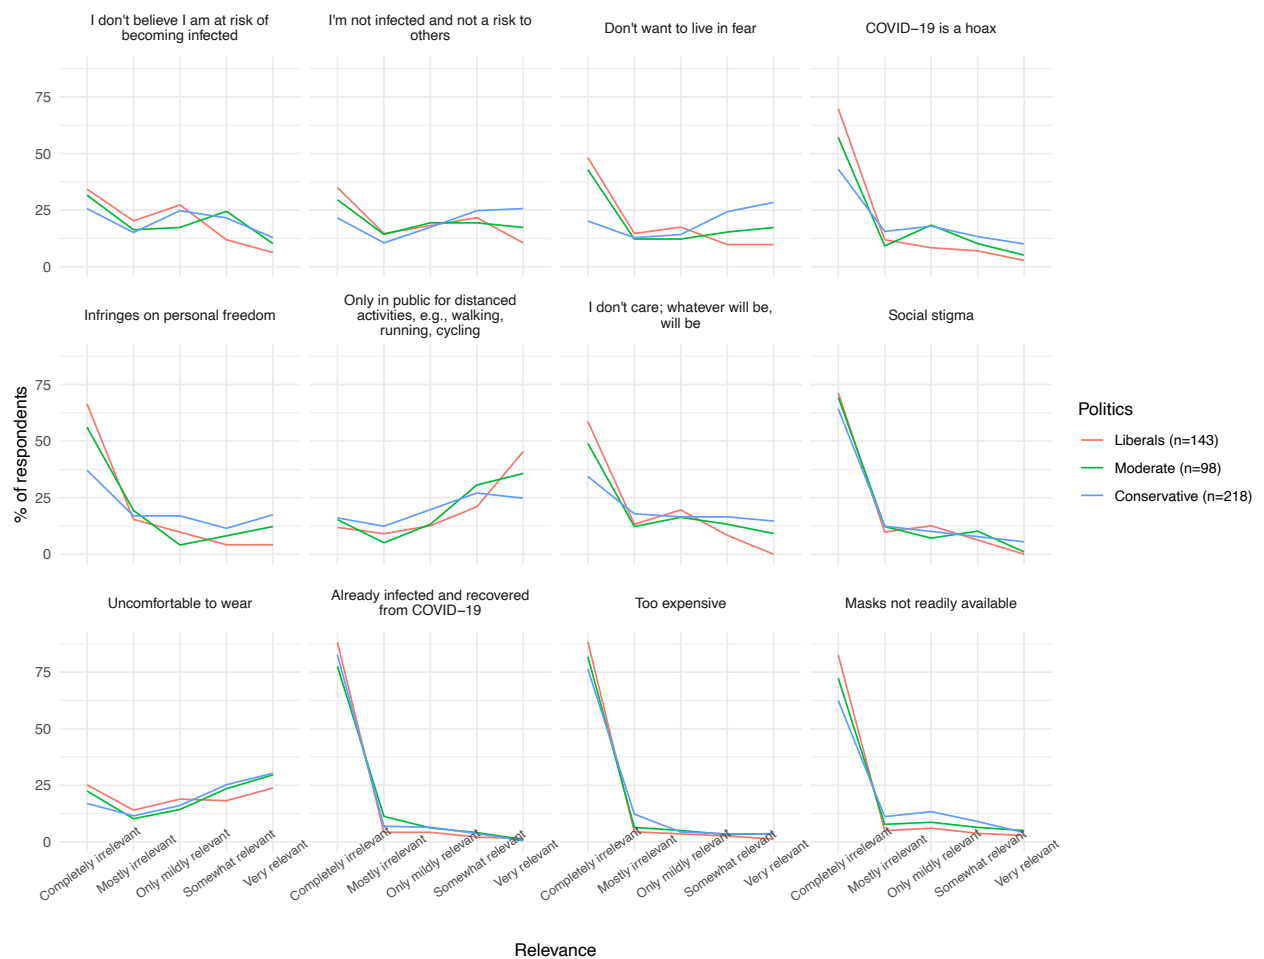 I don't believe I am at risk of
becoming infected
I'm not infected and not a risk to
others
Don't want to live in fear
COVID−19 is a hoax
75
50
25
0
Infringes on personal freedom
Only in public for distanced
activities, e.g., walking,
running, cycling
I don't care; whatever will be,
will be
Social stigma
75
50
25
0
Uncomfortable to wear
Already infected and recovered
from COVID−19
Too expensive
Masks not readily available
75
50
25
0
Completely irrelevant
Mostly irrelevant
Only mildly relevant
Somewhat relevant
Very relevant
Completely irrelevant
Mostly irrelevant
Only mildly relevant
Somewhat relevant
Very relevant
Completely irrelevant
Mostly irrelevant
Only mildly relevant
Somewhat relevant
Very relevant
Completely irrelevant
Mostly irrelevant
Only mildly relevant
Somewhat relevant
Very relevant
% of respondents
Relevance
Politics
Liberals (n=143)
Moderate (n=98)
Conservative (n=218)